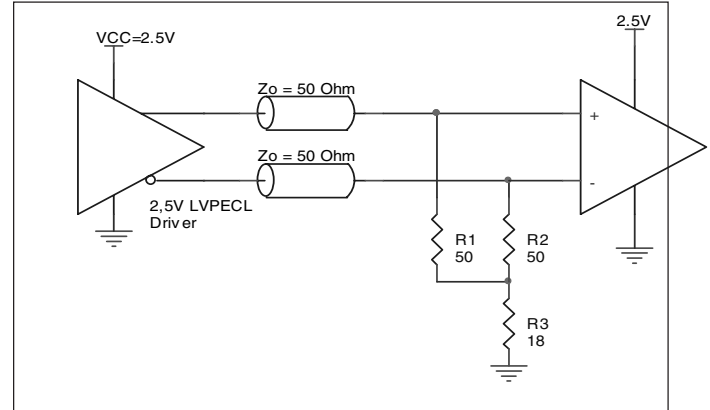 VCC=2.5V
2.5V
Zo = 50 Ohm
+
Zo = 50 Ohm
-
2,5V LVPECL
Driver
R1
50
R2
50
R3
18